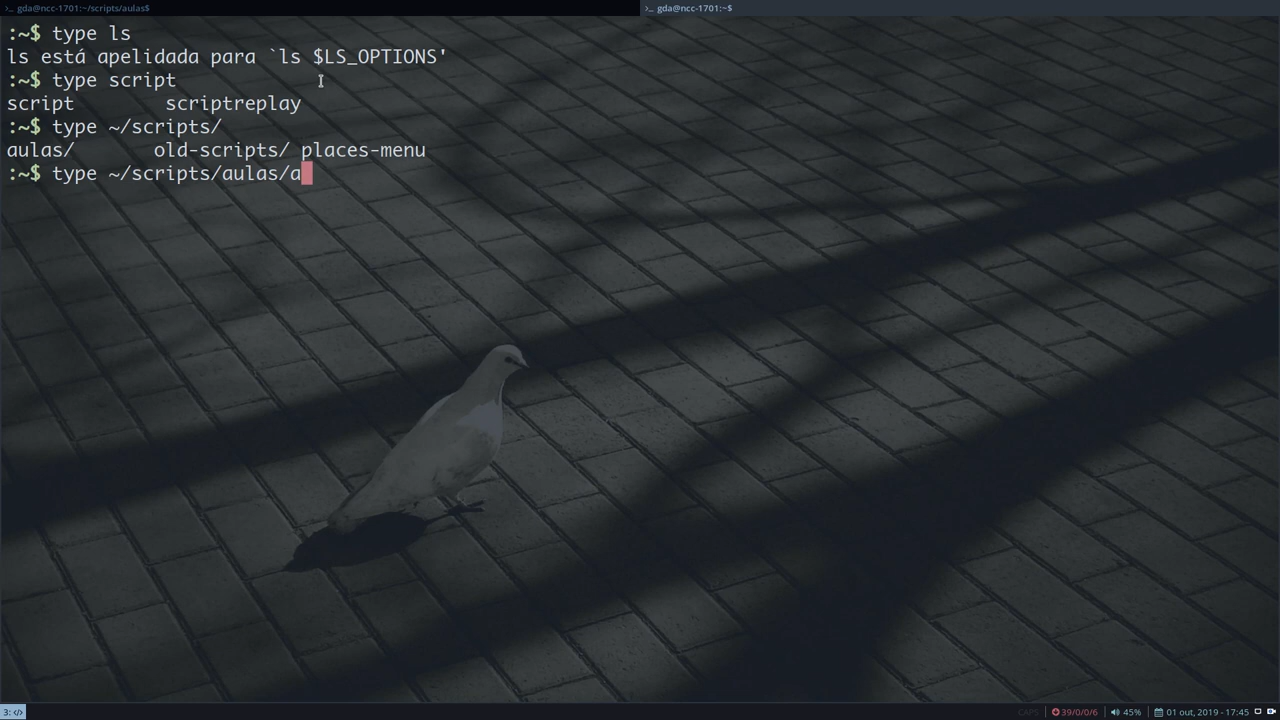 gda@ncc-1701:~/scripts/aulas$
gda@ncc-1701:~$
:~$ type ls
ls está apelidada para `ls $LS_OPTIONS'
:~$ type script
script scriptreplay
:~$ type ~/scripts/
aulas/ old-scripts/ places-menu
:~$ type ~/scripts/aulas/a
3: </> CAPS 39/0/0/6 45% 01 out, 2019 - 17:45